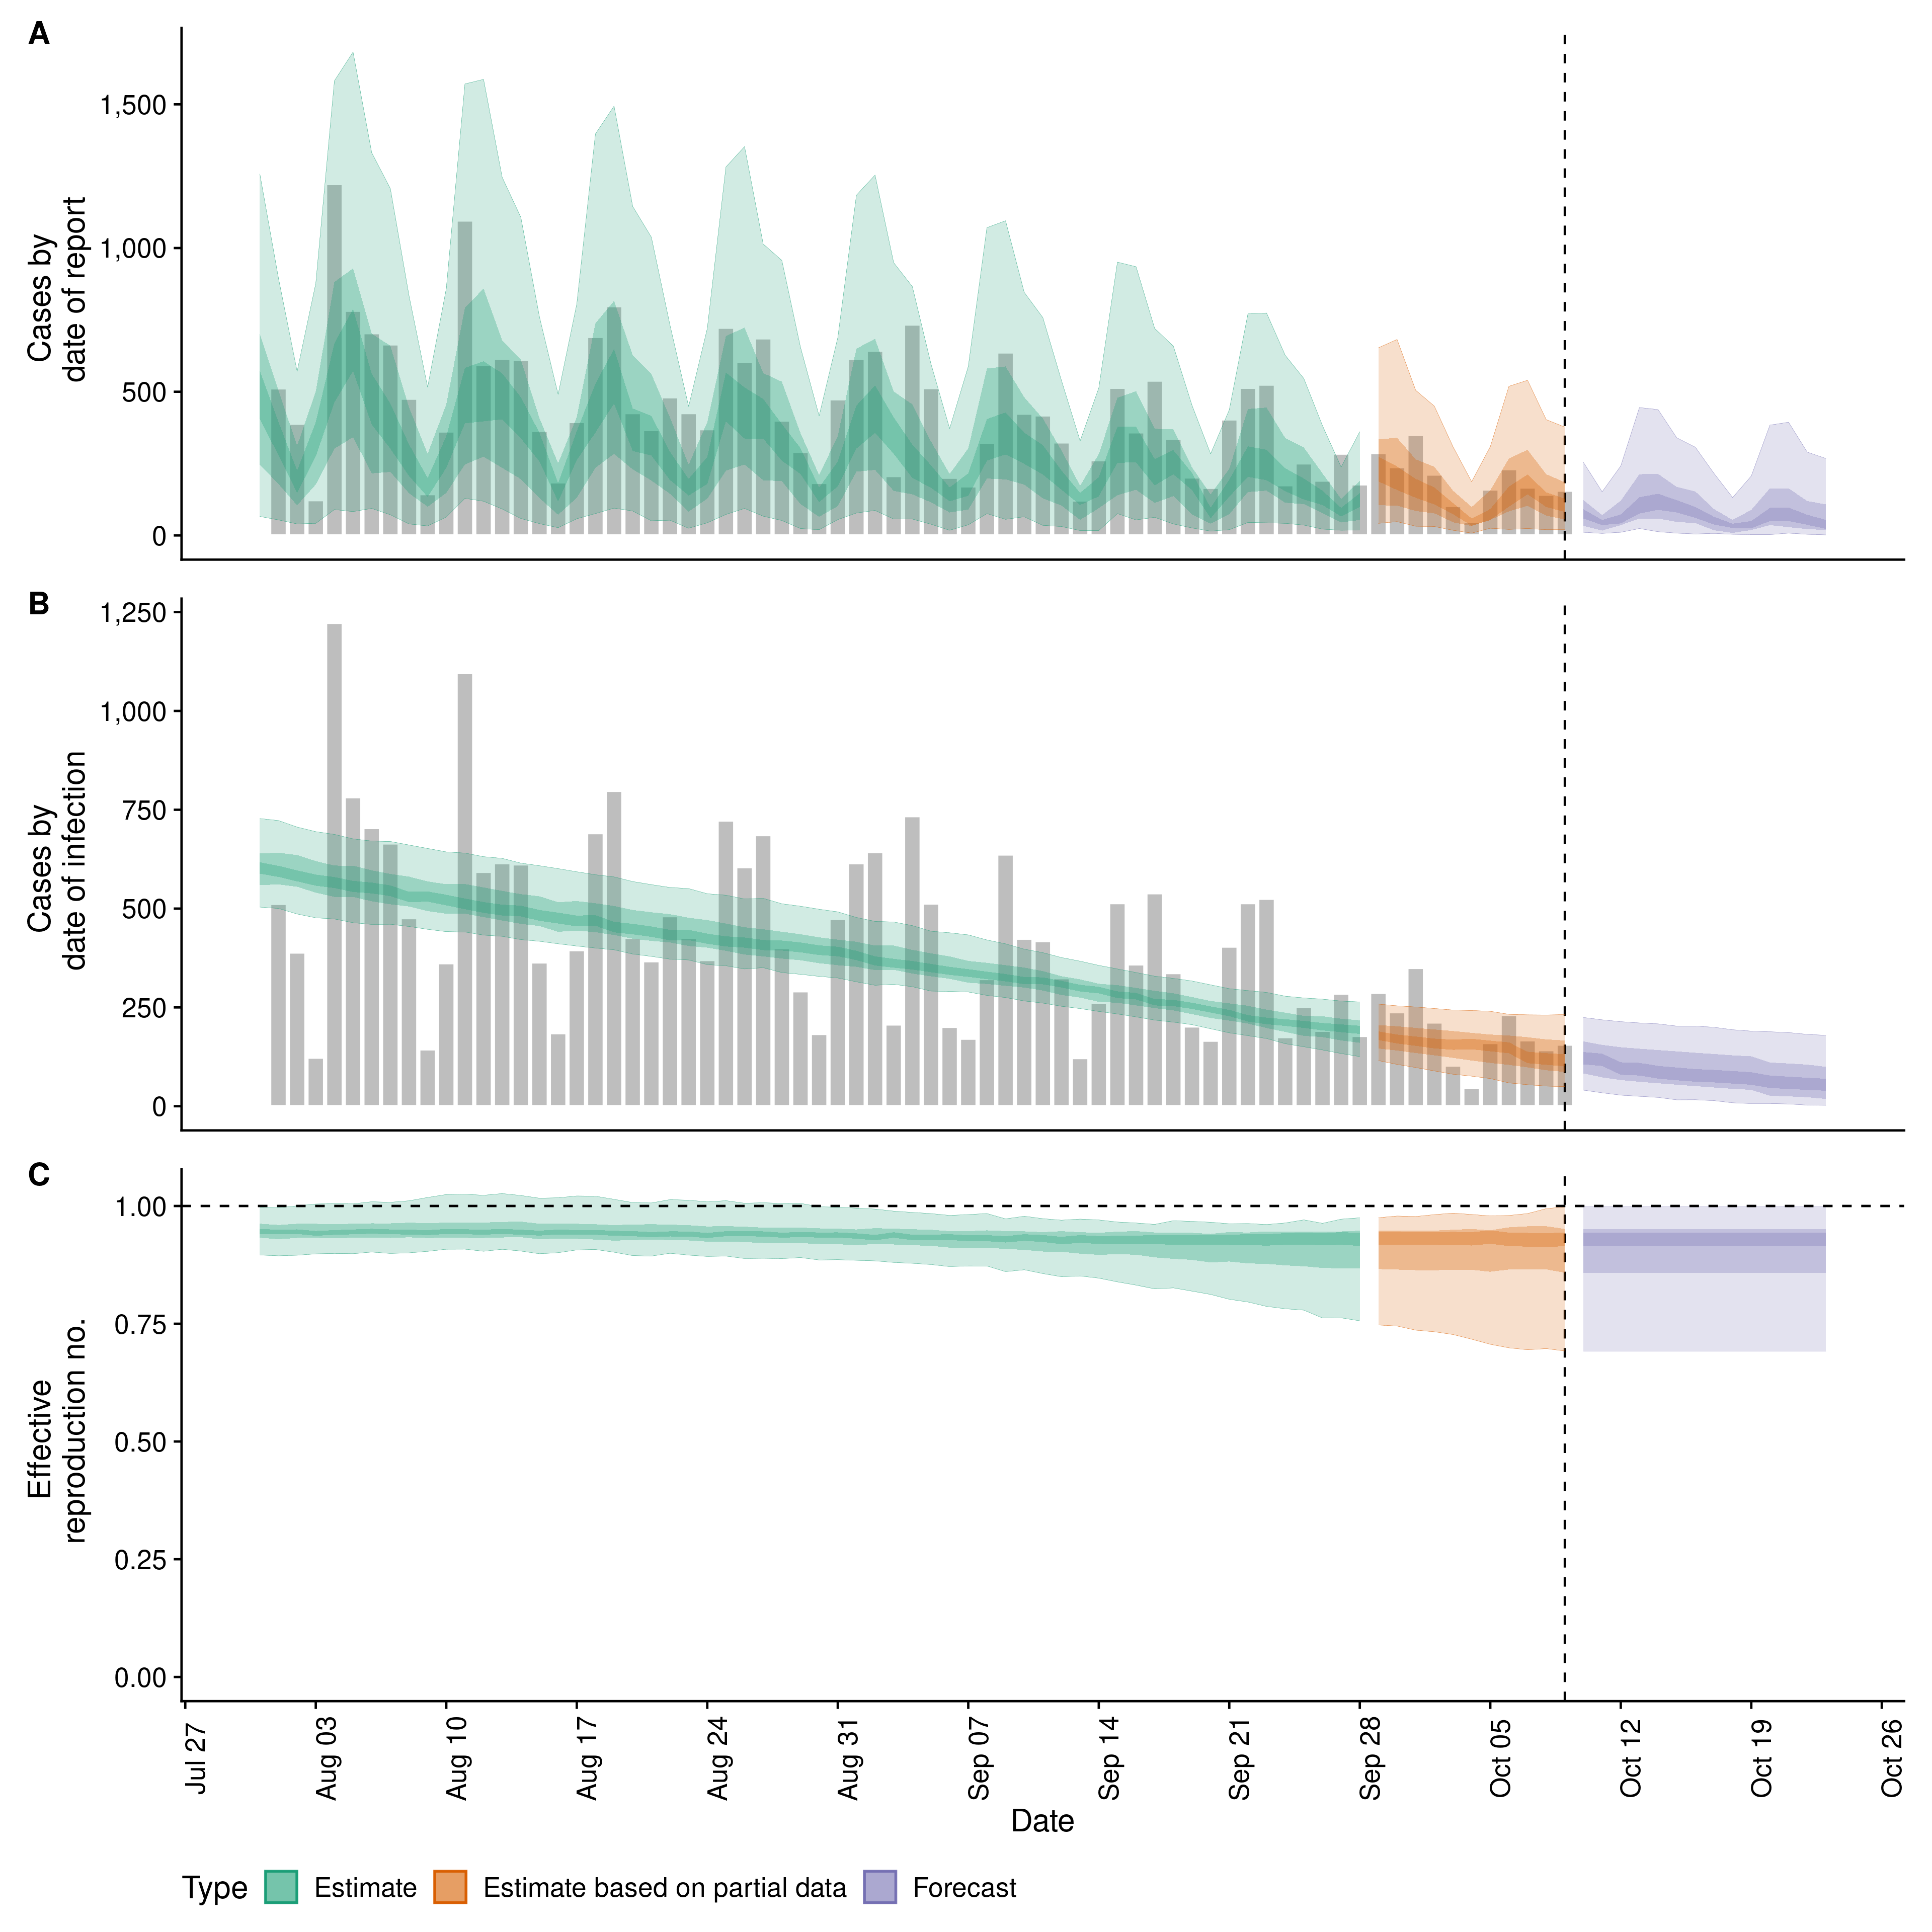 A
Cases by
date of report
1,500
1,000
500
0
B
Cases by
date of infection
1,250
1,000
750
500
250
0
C
Effective
reproduction no.
1.00
0.75
0.50
0.25
0.00
Jul 27
Aug 03
Aug 10
Aug 17
Aug 24
Aug 31
Sep 07
Sep 14
Sep 21
Sep 28
Oct 05
Oct 12
Oct 19
Oct 26
Date
Type Estimate Estimate based on partial data Forecast